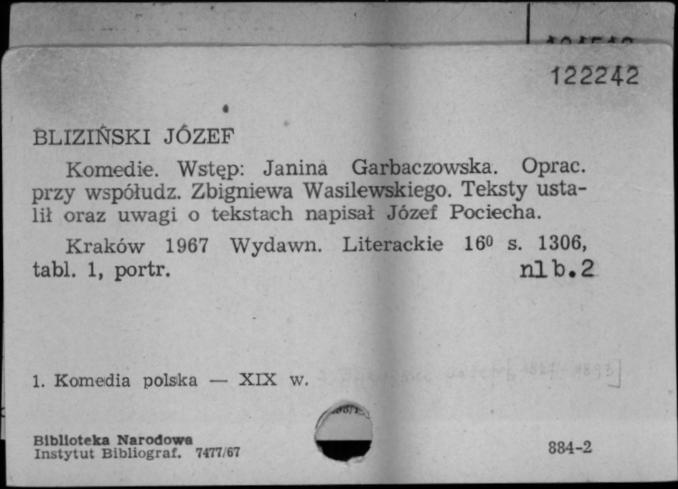 122242
BLIZIŃSKI JÓZEF
Komedie. Wstęp: Janina Garbaczowska. Oprac.
przy współudz. Zbigniewa Wasilewskiego. Teksty usta-
lił oraz uwagi o tekstach napisał Józef Pociecha.
Kraków 1967 Wydawn. Literackie 16⁰ s. 1306,
tabl. 1, portr. nlb.2
1. Komedia polska — XIX w.
Biblioteka Narodowa
Instytut Bibliograf. 7477/67
884-2